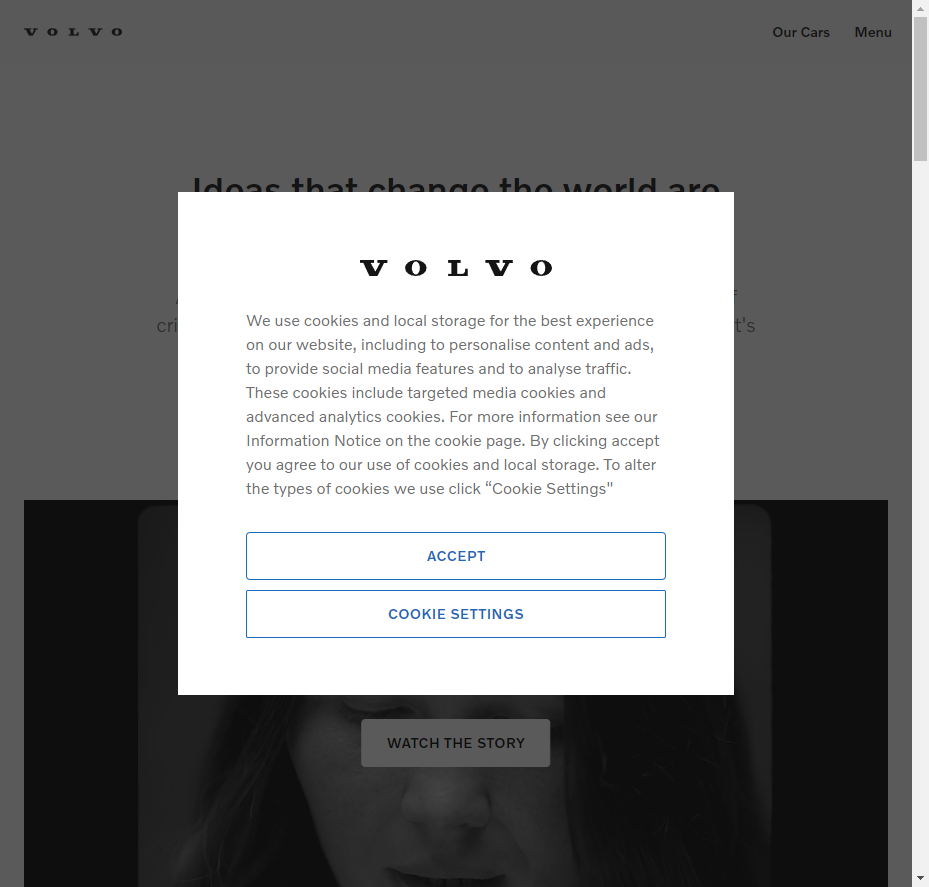 VOLVO
Our Cars
Menu
Ideas that change the world are
VOLVO
We use cookies and local storage for the best experience
on our website, including to personalise content and ads,
to provide social media features and to analyse traffic.
These cookies include targeted media cookies and
advanced analytics cookies. For more information see our
Information Notice on the cookie page. By clicking accept
you agree to our use of cookies and local storage. To alter
the types of cookies we use click “Cookie Settings"
ACCEPT
COOKIE SETTINGS
WATCH THE STORY